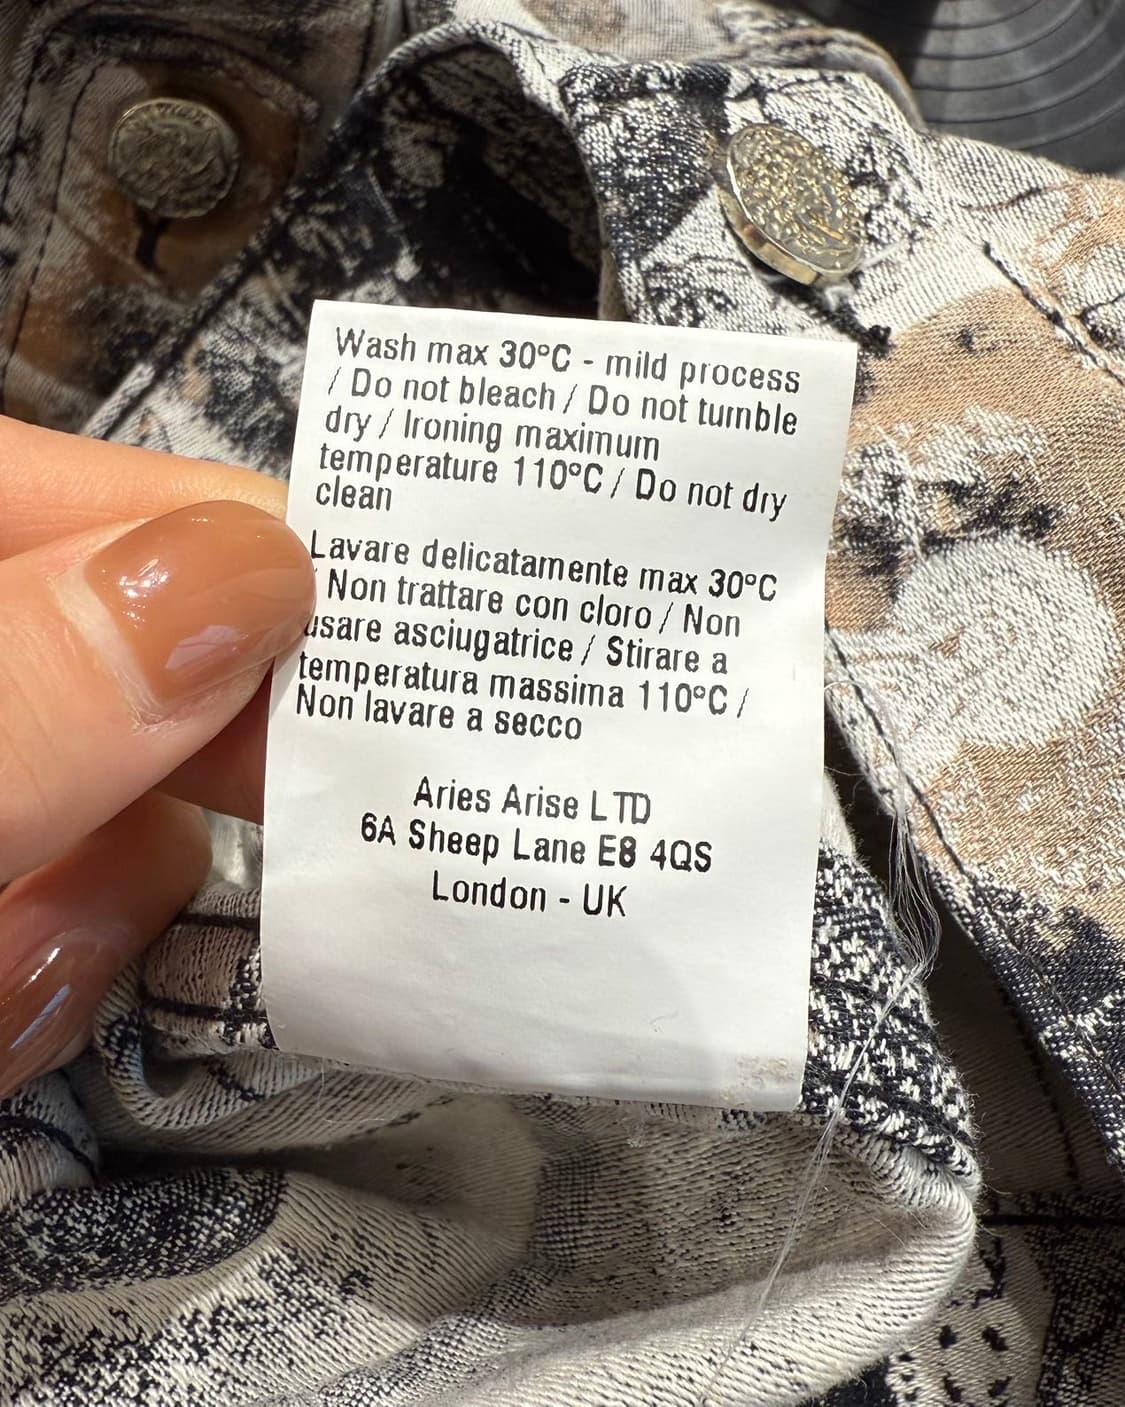 Wash max 30°C - mild process
/ Do not bleach / Do not tumble
dry / Ironing maximum
temperature 110°C / Do not dry
clean
Lavare delicatamente max 30°C
/ Non trattare con cloro / Non
usare asciugatrice / Stirare a
temperatura massima 110°C /
Non lavare a secco
Aries Arise LTD
6A Sheep Lane E8 4QS
London - UK